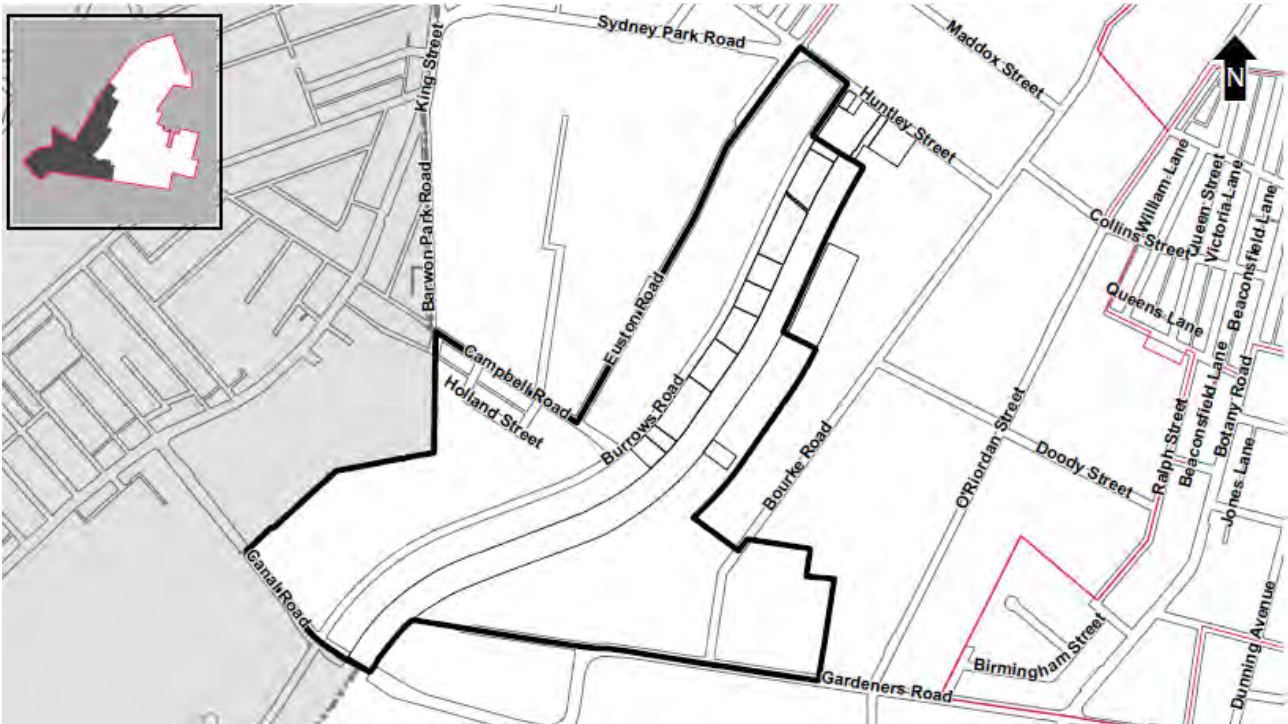 Sydney Park Road
Maddox Street
King Street
N
Huntley Street
William Lane
Queen Street
Victoria Lane
Beaconsfield Lane
Barwon Park Road
Collins Street
Euston Road
Queens Lane
Campbell Road
Holland Street
Burrows Road
Beaconsfield Lane
Botany Road
Bourke Road
O'Riordan Street
Doody Street
Ralph Street
Jones Lane
Canal Road
Birmingham Street
Gardeners Road
Dunning Avenue